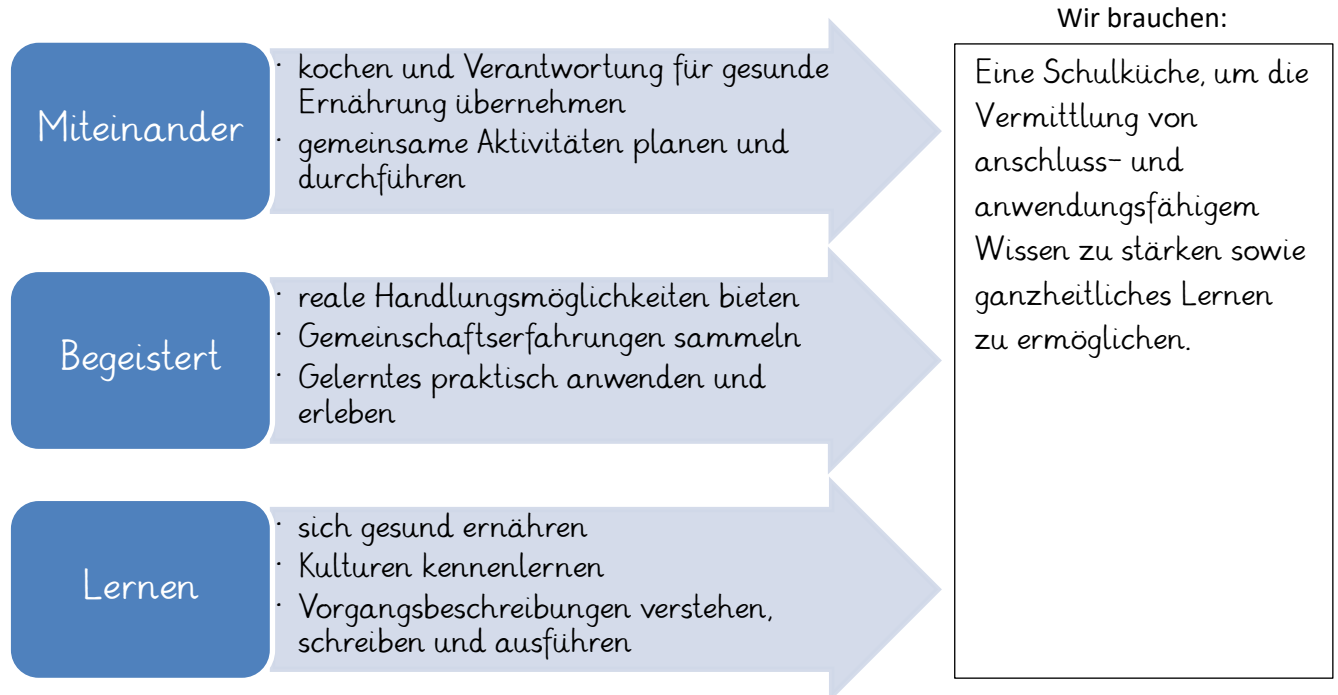 Miteinander
· kochen und Verantwortung für gesunde
Ernährung übernehmen
· gemeinsame Aktivitäten planen und
durchführen
Begeistert
· reale Handlungsmöglichkeiten bieten
· Gemeinschaftserfahrungen sammeln
· Gelerntes praktisch anwenden und
erleben
Lernen
· sich gesund ernähren
· Kulturen kennenlernen
· Vorgangsbeschreibungen verstehen,
schreiben und ausführen
Wir brauchen:
Eine Schulküche, um die
Vermittlung von
anschluss- und
anwendungsfähigem
Wissen zu stärken sowie
ganzheitliches Lernen
zu ermöglichen.